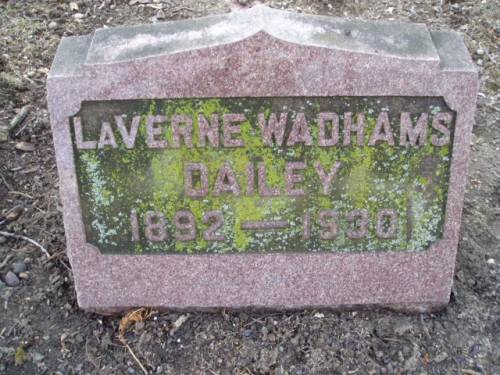 LAVERNE WADHAMS
DAILEY
1892 — 1930